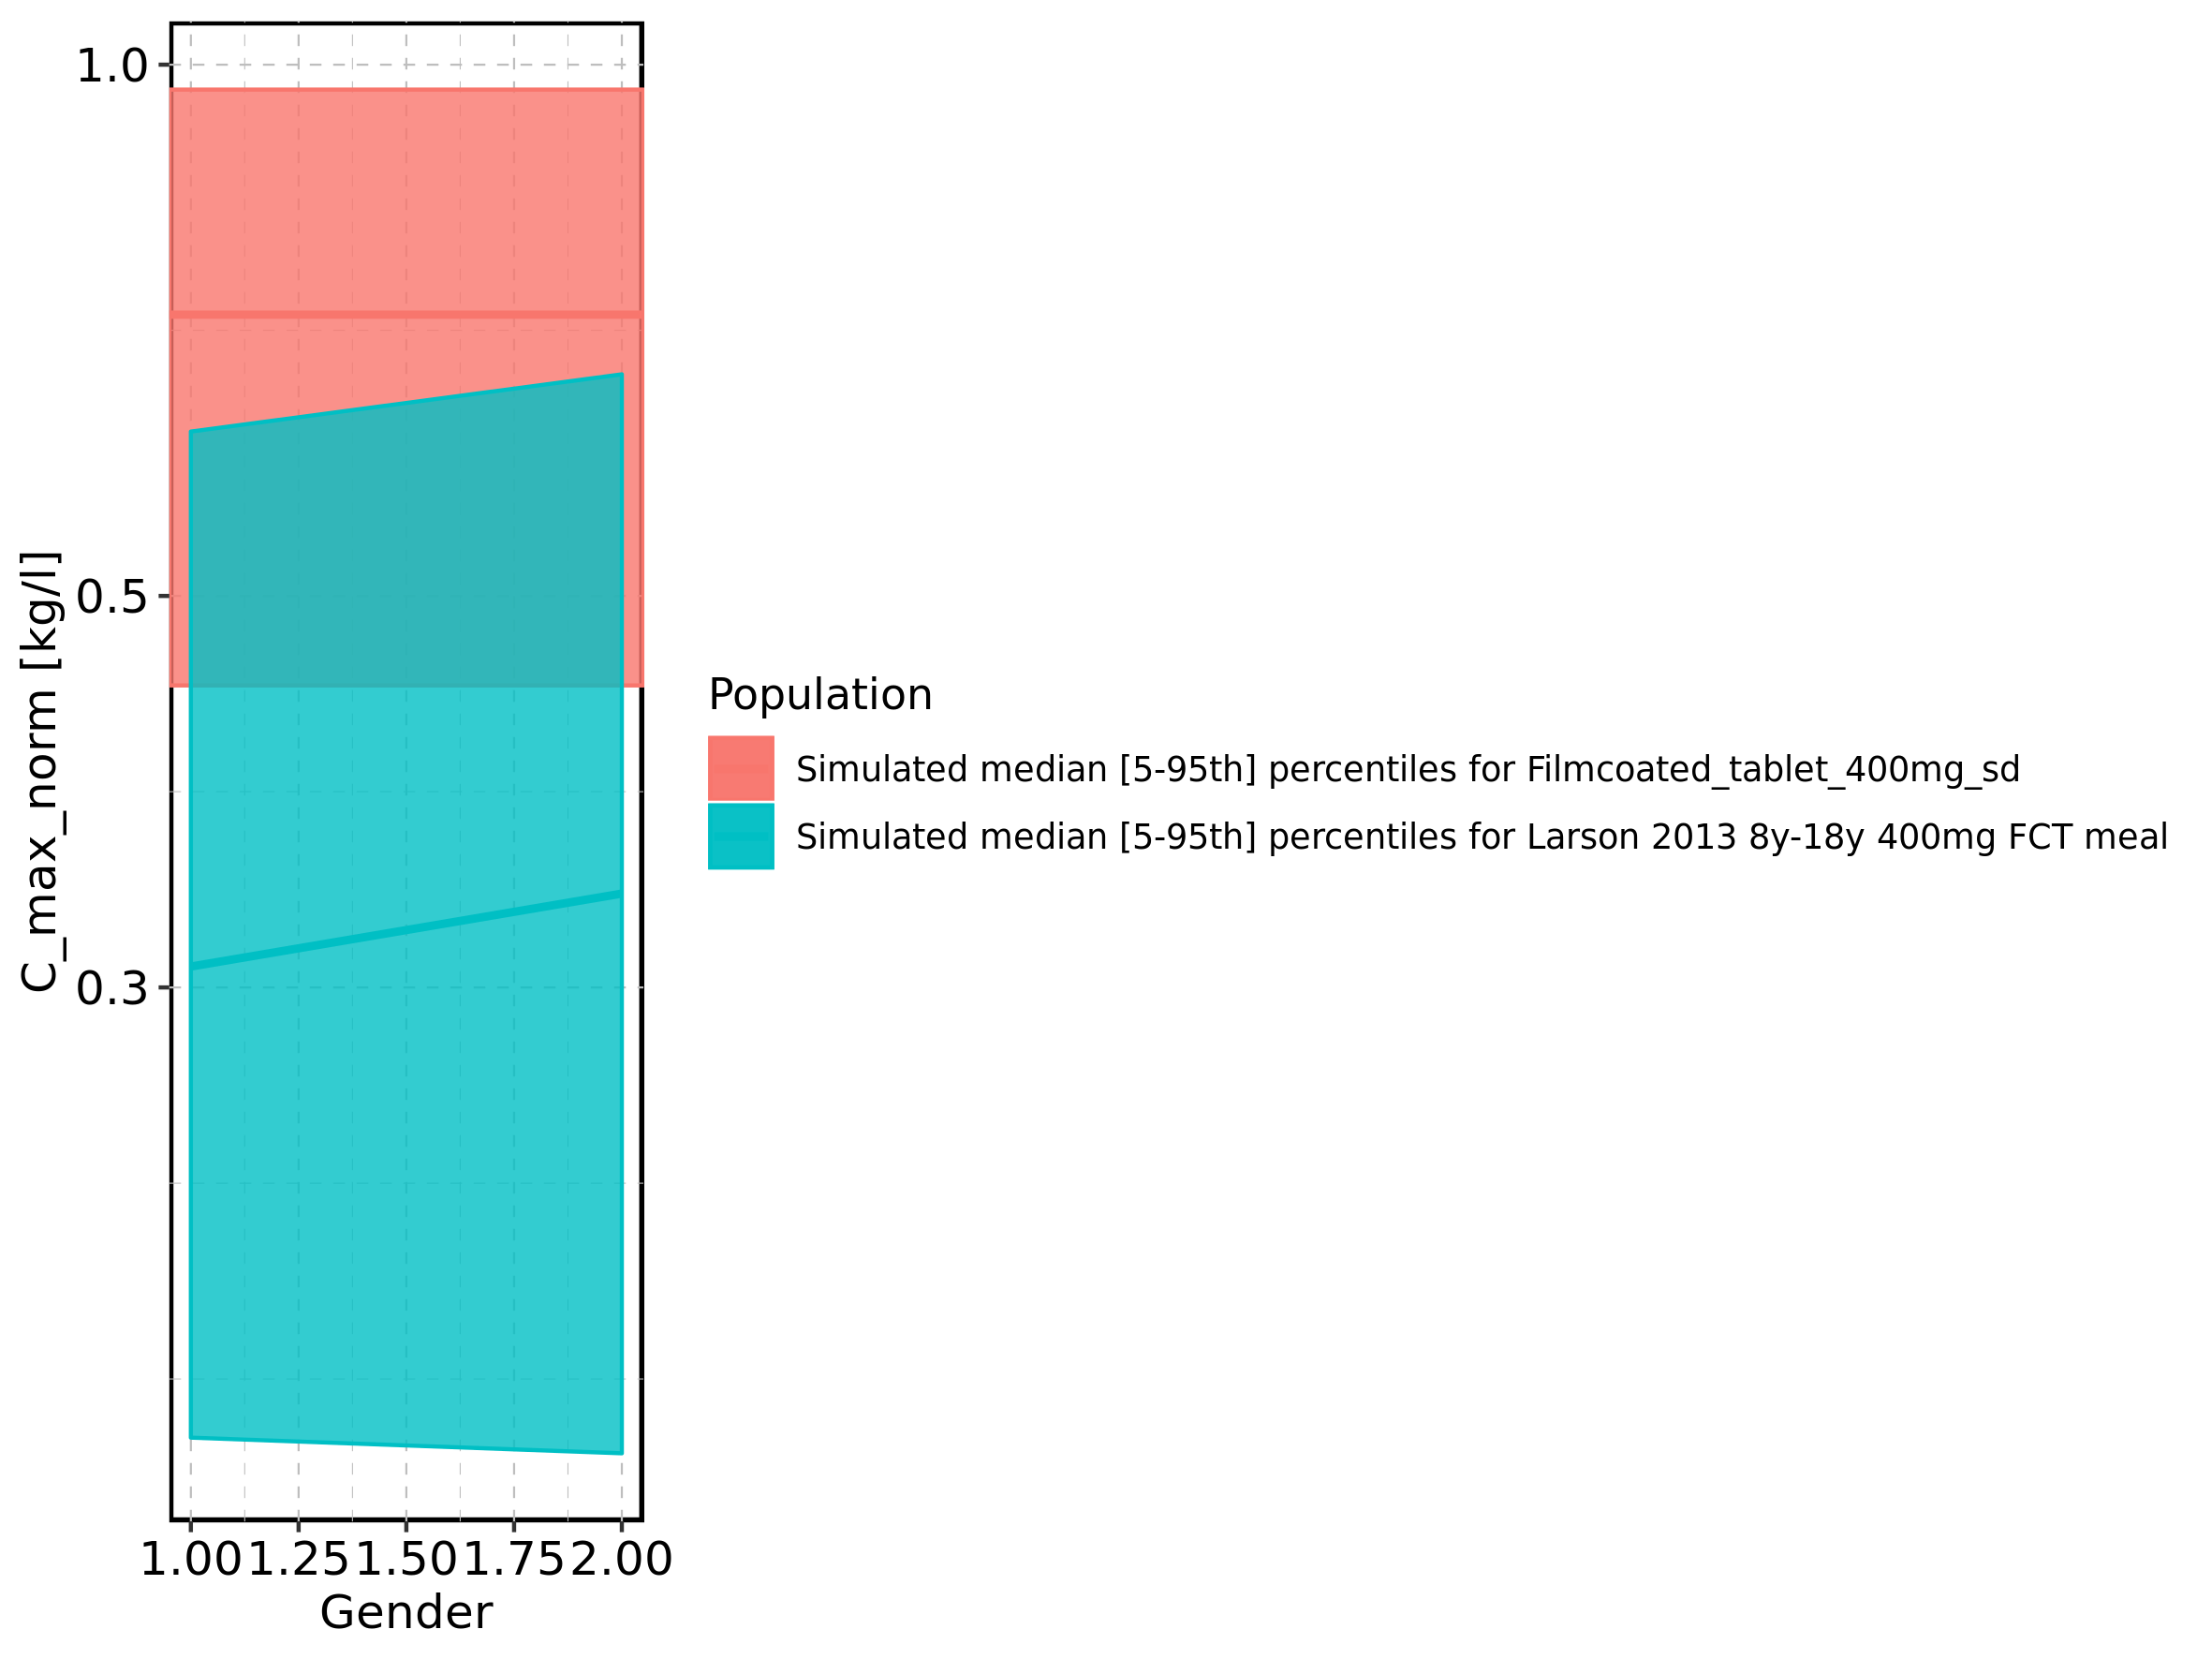 1.0
0.5
0.3
C_max_norm [kg/l]
1.00 1.25 1.50 1.75 2.00
Gender
Population
Simulated median [5-95th] percentiles for Filmcoated_tablet_400mg_sd
Simulated median [5-95th] percentiles for Larson 2013 8y-18y 400mg FCT meal